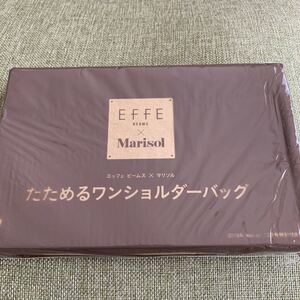 EFFE
BEAMS
×
Marisol
エッフェ ビームス × マリソル
たためるワンショルダーバッグ